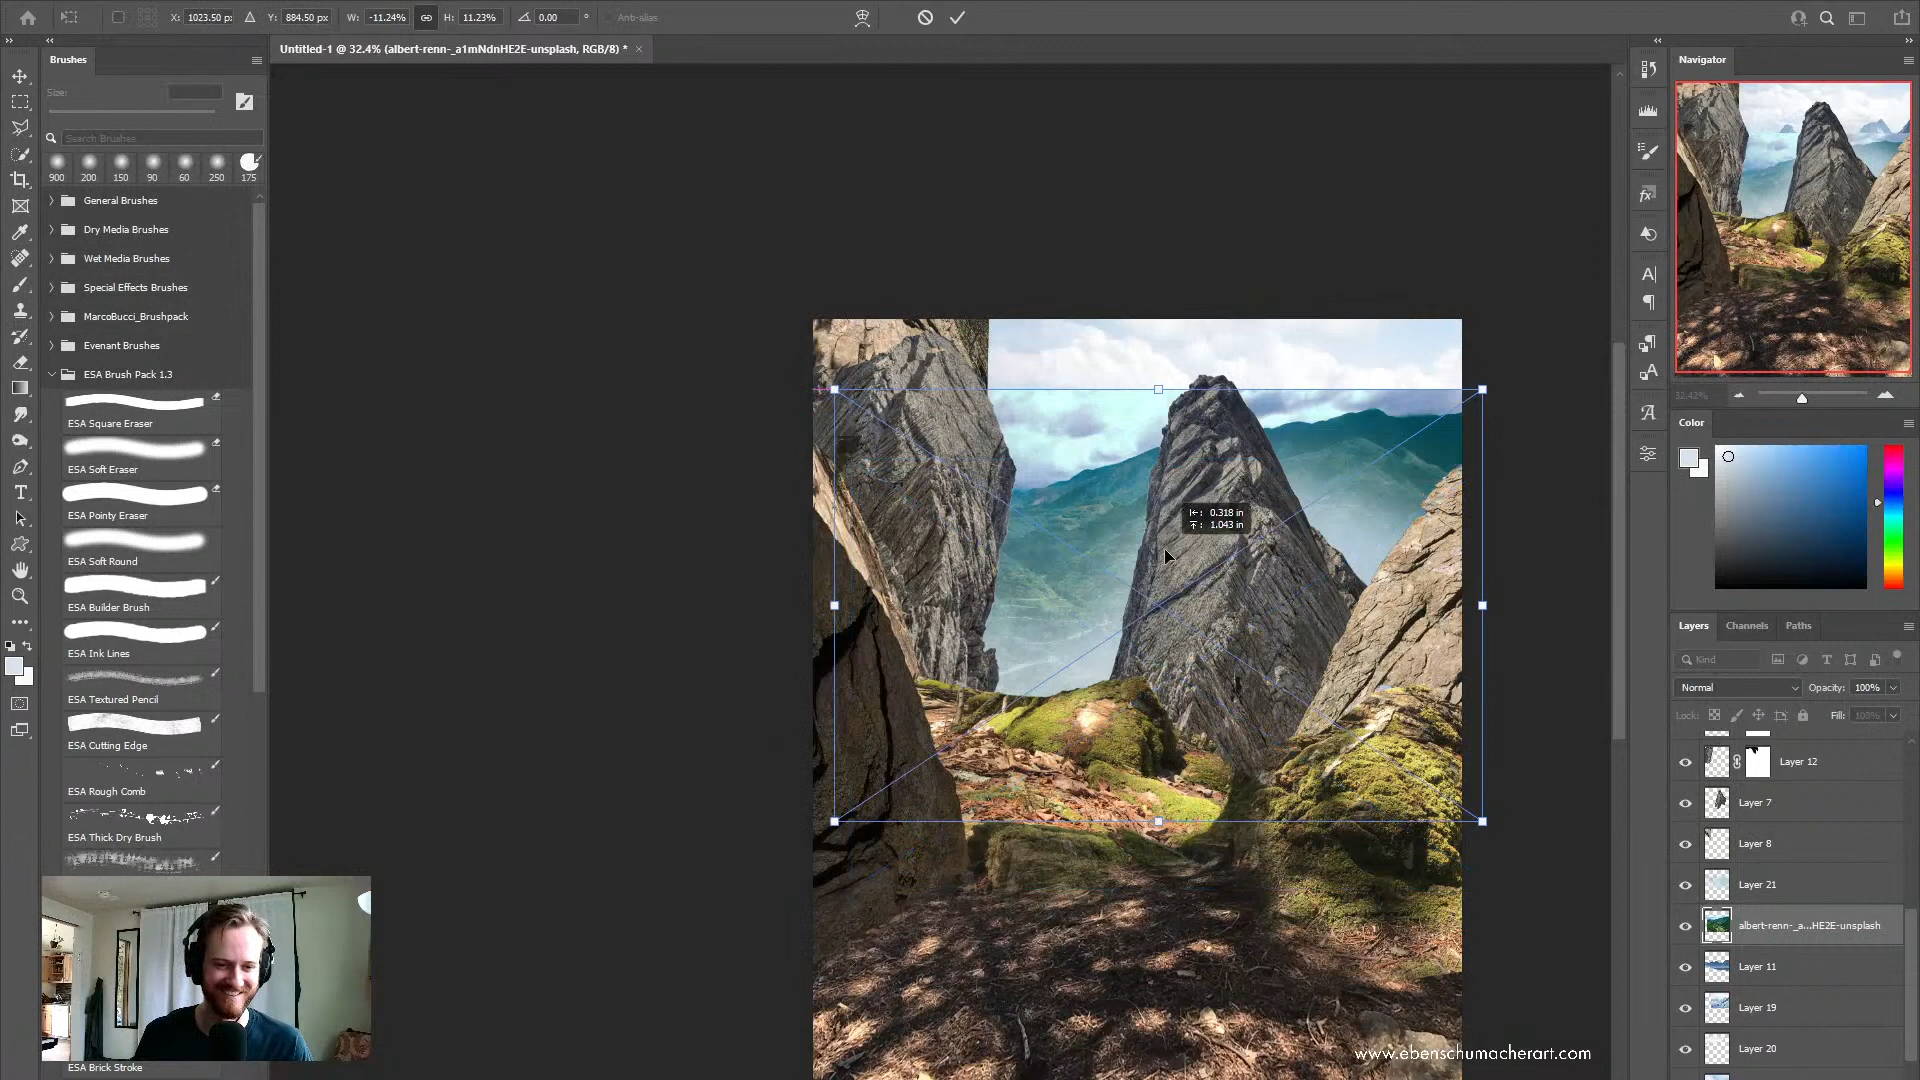 X: 1023.50 px Y: 884.50 px W: -11.24% H: 11.23% 0.00 ° Anti-alias
Untitled-1 @ 32.4% (albert-renn-_a1mNdnHE2E-unsplash, RGB/8) * ×
Brushes
Size:
Search Brushes
900 200 150 90 60 250 175
General Brushes
Dry Media Brushes
Wet Media Brushes
Special Effects Brushes
MarcoBucci_Brushpack
Evenant Brushes
ESA Brush Pack 1.3
ESA Square Eraser
ESA Soft Eraser
ESA Pointy Eraser
ESA Soft Round
ESA Builder Brush
ESA Ink Lines
ESA Textured Pencil
ESA Cutting Edge
ESA Rough Comb
ESA Thick Dry Brush
ESA Brick Stroke
0.318 in
1.043 in
www.ebenschumacherart.com
Navigator
32.42%
Color
Layers Channels Paths
Kind
Normal Opacity: 100%
Lock: Fill: 100%
Layer 12
Layer 7
Layer 8
Layer 21
albert-renn-_a...HE2E-unsplash
Layer 11
Layer 19
Layer 20